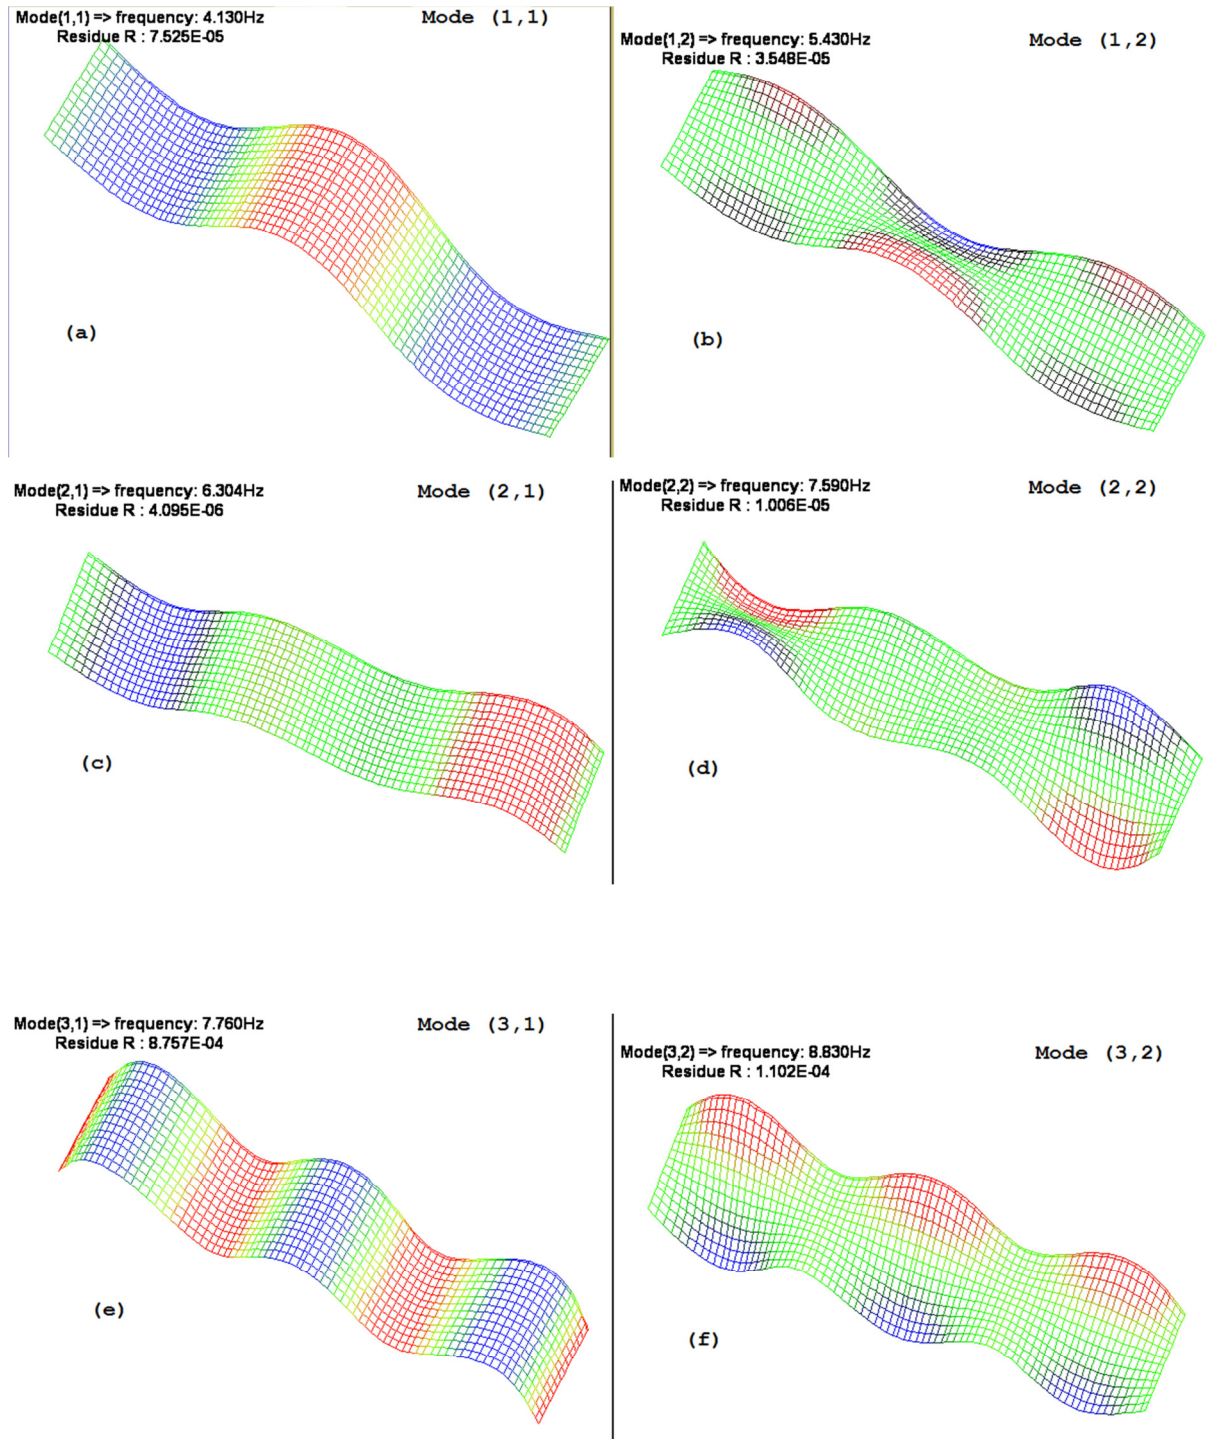 Mode(1,1) => frequency: 4.130Hz
Residue R : 7.525E-05
Mode (1,1)
(a)
Mode(1,2) => frequency: 5.430Hz
Residue R : 3.548E-05
Mode (1,2)
(b)
Mode(2,1) => frequency: 6.304Hz
Residue R : 4.095E-06
Mode (2,1)
(c)
Mode(2,2) => frequency: 7.590Hz
Residue R : 1.006E-05
Mode (2,2)
(d)
Mode(3,1) => frequency: 7.760Hz
Residue R : 8.757E-04
Mode (3,1)
(e)
Mode(3,2) => frequency: 8.830Hz
Residue R : 1.102E-04
Mode (3,2)
(f)